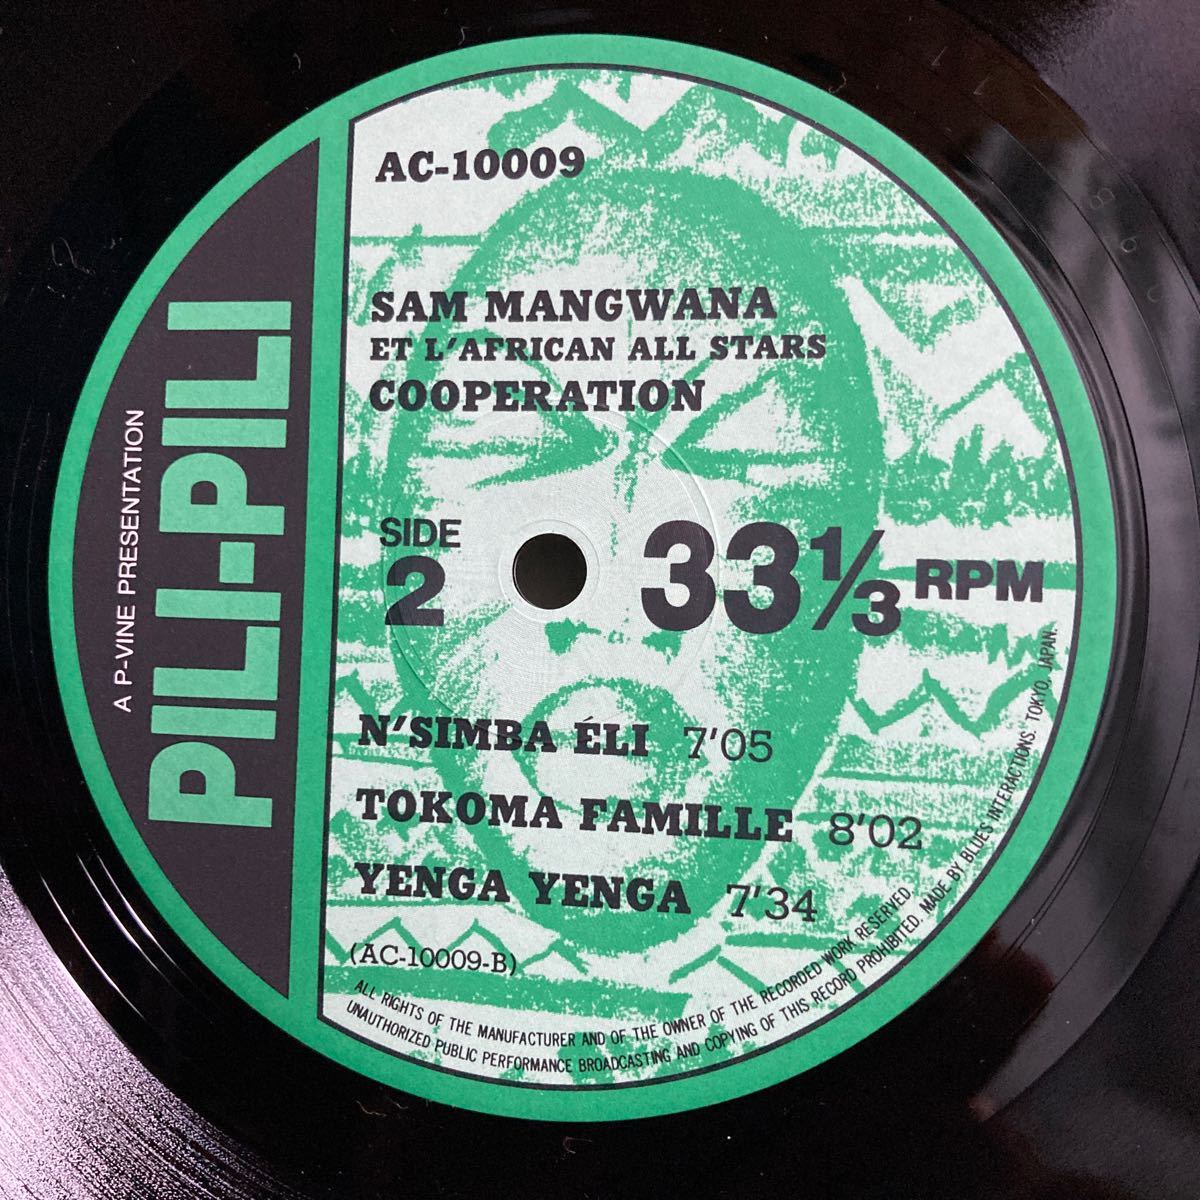 A P-VINE PRESENTATION
PILI-PILI
AC-10009
SAM MANGWANA
ET L'AFRICAN ALL STARS
COOPERATION
SIDE
2
33 1/3 RPM
N'SIMBA ÉLI 7'05
TOKOMA FAMILLE 8'02
YENGA YENGA 7'34
(AC-10009-B)
ALL RIGHTS OF THE MANUFACTURER AND OF THE OWNER OF THE RECORDED WORK RESERVED
UNAUTHORIZED PUBLIC PERFORMANCE BROADCASTING AND COPYING OF THIS RECORD PROHIBITED. MADE BY BLUES INTERACTIONS. TOKYO, JAPAN.